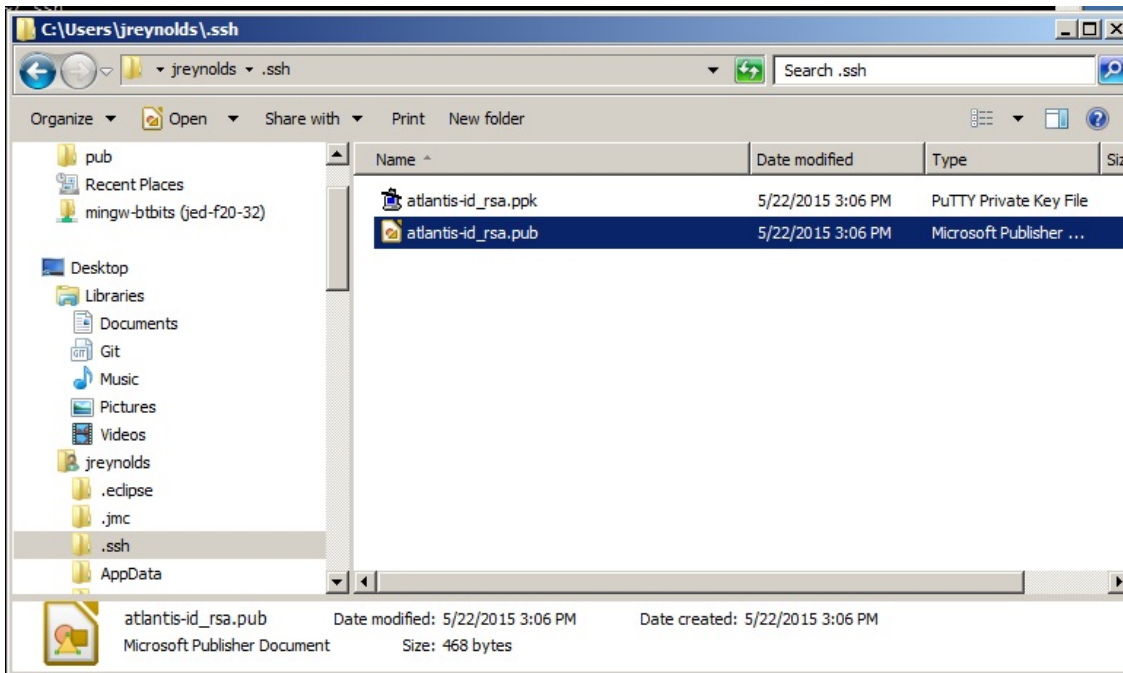 C:\Users\jreynolds\.ssh
jreynolds .ssh
Search .ssh
Organize Open Share with Print New folder
Name Date modified Type Siz
atlantis-id_rsa.ppk 5/22/2015 3:06 PM PuTTY Private Key File
atlantis-id_rsa.pub 5/22/2015 3:06 PM Microsoft Publisher ...
pub
Recent Places
mingw-btbits (jed-f20-32)
Desktop
Libraries
Documents
Git
Music
Pictures
Videos
jreynolds
.eclipse
.jmc
.ssh
AppData
atlantis-id_rsa.pub Date modified: 5/22/2015 3:06 PM Date created: 5/22/2015 3:06 PM
Microsoft Publisher Document Size: 468 bytes